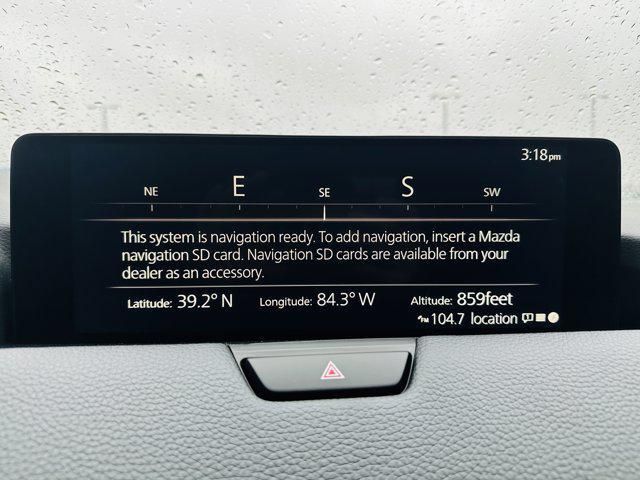 3:18pm
NE E SE S SW
This system is navigation ready. To add navigation, insert a Mazda
navigation SD card. Navigation SD cards are available from your
dealer as an accessory.
Latitude: 39.2° N Longitude: 84.3° W Altitude: 859feet
FM 104.7 location